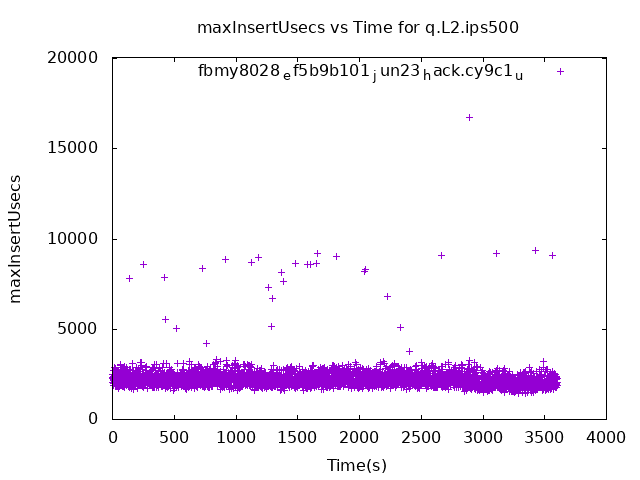 maxInsertUsecs vs Time for q.L2.ips500
20000
fbmy8028ef5b9b101jun23hack.cy9c1u
15000
10000
maxInsertUsecs
5000
0
0 500 1000 1500 2000 2500 3000 3500 4000
Time(s)